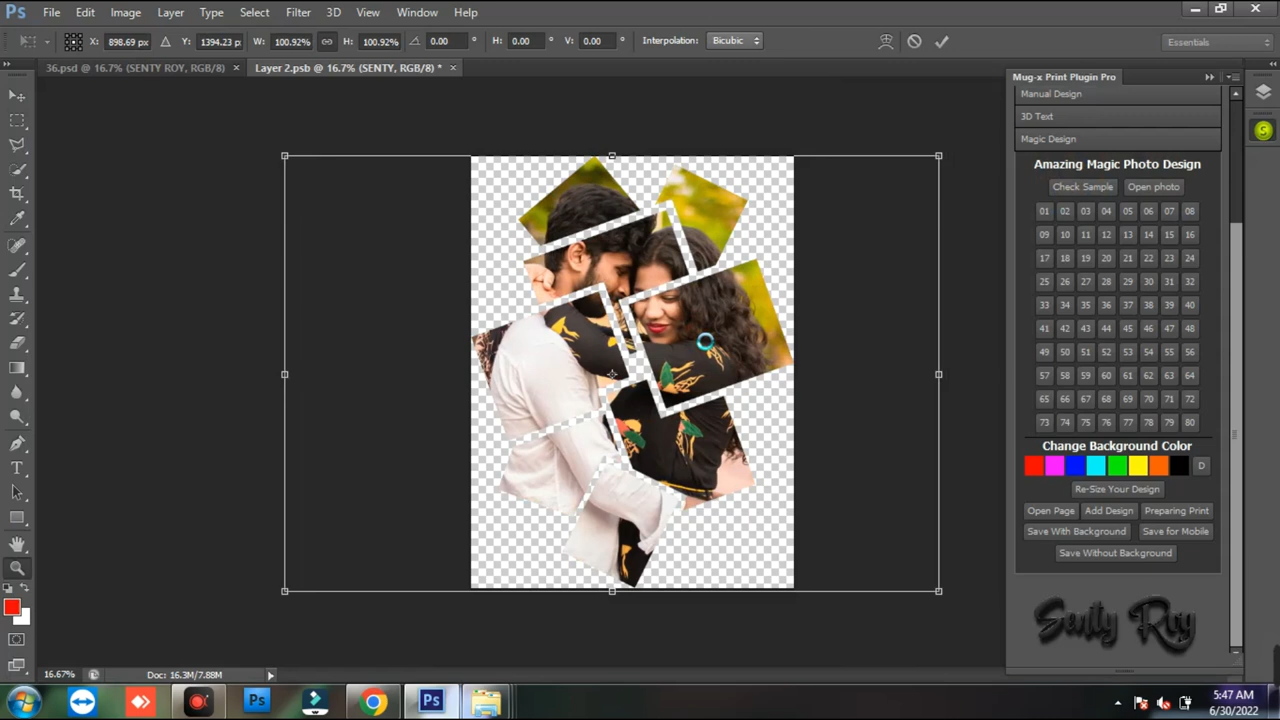 Ps File Edit Image Layer Type Select Filter 3D View Window Help
X: 898.69 px Y: 1394.23 px W: 100.92% H: 100.92% 0.00 ° H: 0.00 ° V: 0.00 ° Interpolation: Bicubic Essentials
36.psd @ 16.7% (SENTY ROY, RGB/8) × Layer 2.psb @ 16.7% (SENTY, RGB/8) * ×
Mug-x Print Plugin Pro
Manual Design
3D Text
Magic Design
Amazing Magic Photo Design
Check Sample Open photo
01 02 03 04 05 06 07 08
09 10 11 12 13 14 15 16
17 18 19 20 21 22 23 24
25 26 27 28 29 30 31 32
33 34 35 36 37 38 39 40
41 42 43 44 45 46 47 48
49 50 51 52 53 54 55 56
57 58 59 60 61 62 63 64
65 66 67 68 69 70 71 72
73 74 75 76 77 78 79 80
Change Background Color
D
Re-Size Your Design
Open Page Add Design Preparing Print
Save With Background Save for Mobile
Save Without Background
Senty Roy
16.67% Doc: 16.3M/7.88M
Ps Ps
5:47 AM
6/30/2022